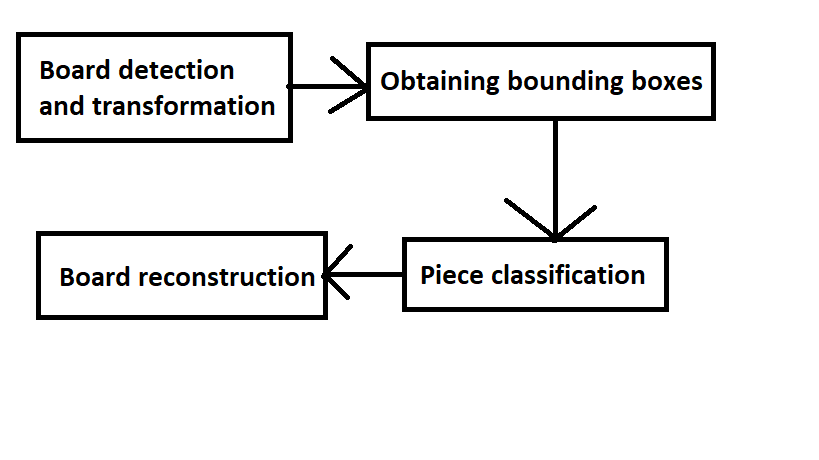 Board detection
and transformation
Obtaining bounding boxes
Piece classification
Board reconstruction